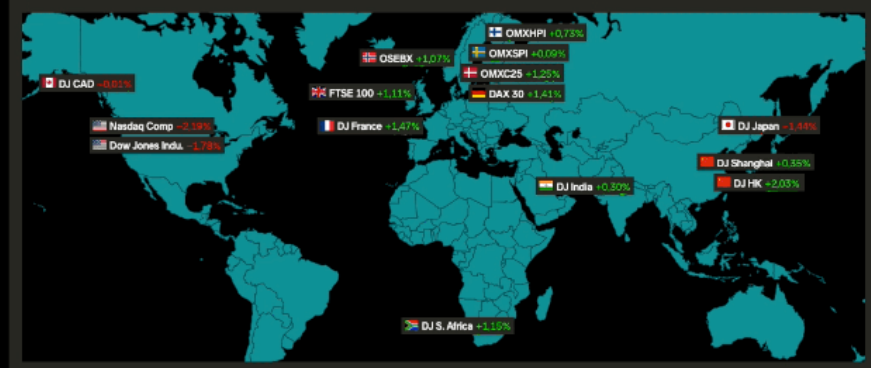 OMXHPI +0,73%
OMXSPI +0.09%
OSEBX +1,07%
OMXC25 +1,25%
DJ CAD -0,01%
FTSE 100 +1,11%
DAX 30 +1,41%
Nasdaq Comp -2,19%
DJ France +1,47%
DJ Japan -1,44%
Dow Jones Indu. -1,78%
DJ Shanghai +0,35%
DJ India +0,30%
DJ HK +2,03%
DJ S. Africa +1,15%